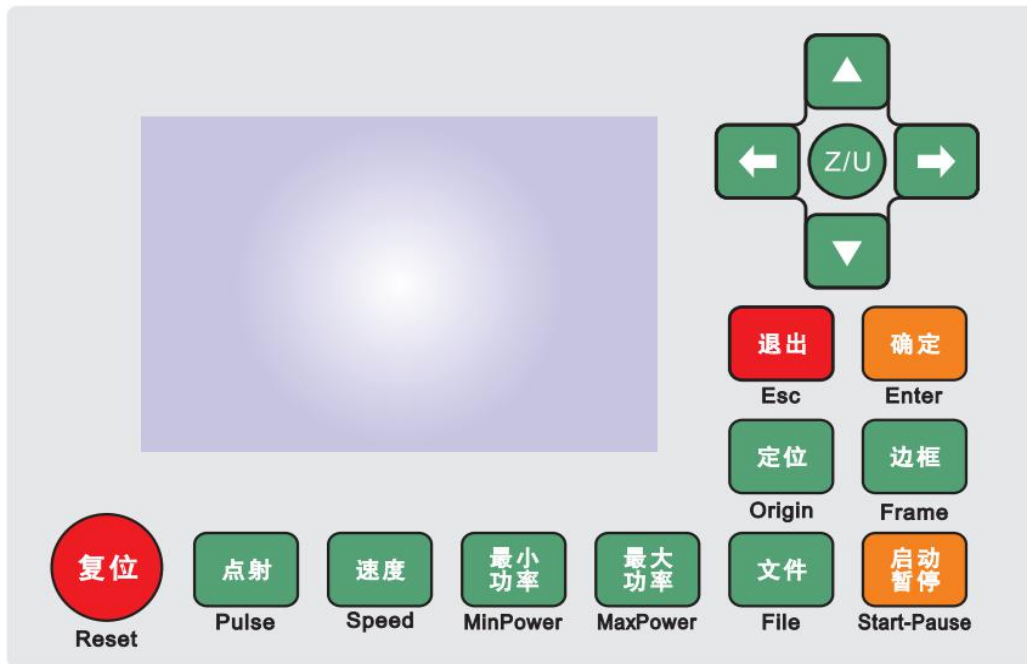 Z/U
退出
确定
Esc
Enter
定位
边框
Origin
Frame
复位
点射
速度
最小
功率
最大
功率
文件
启动
暂停
Reset
Pulse
Speed
MinPower
MaxPower
File
Start-Pause